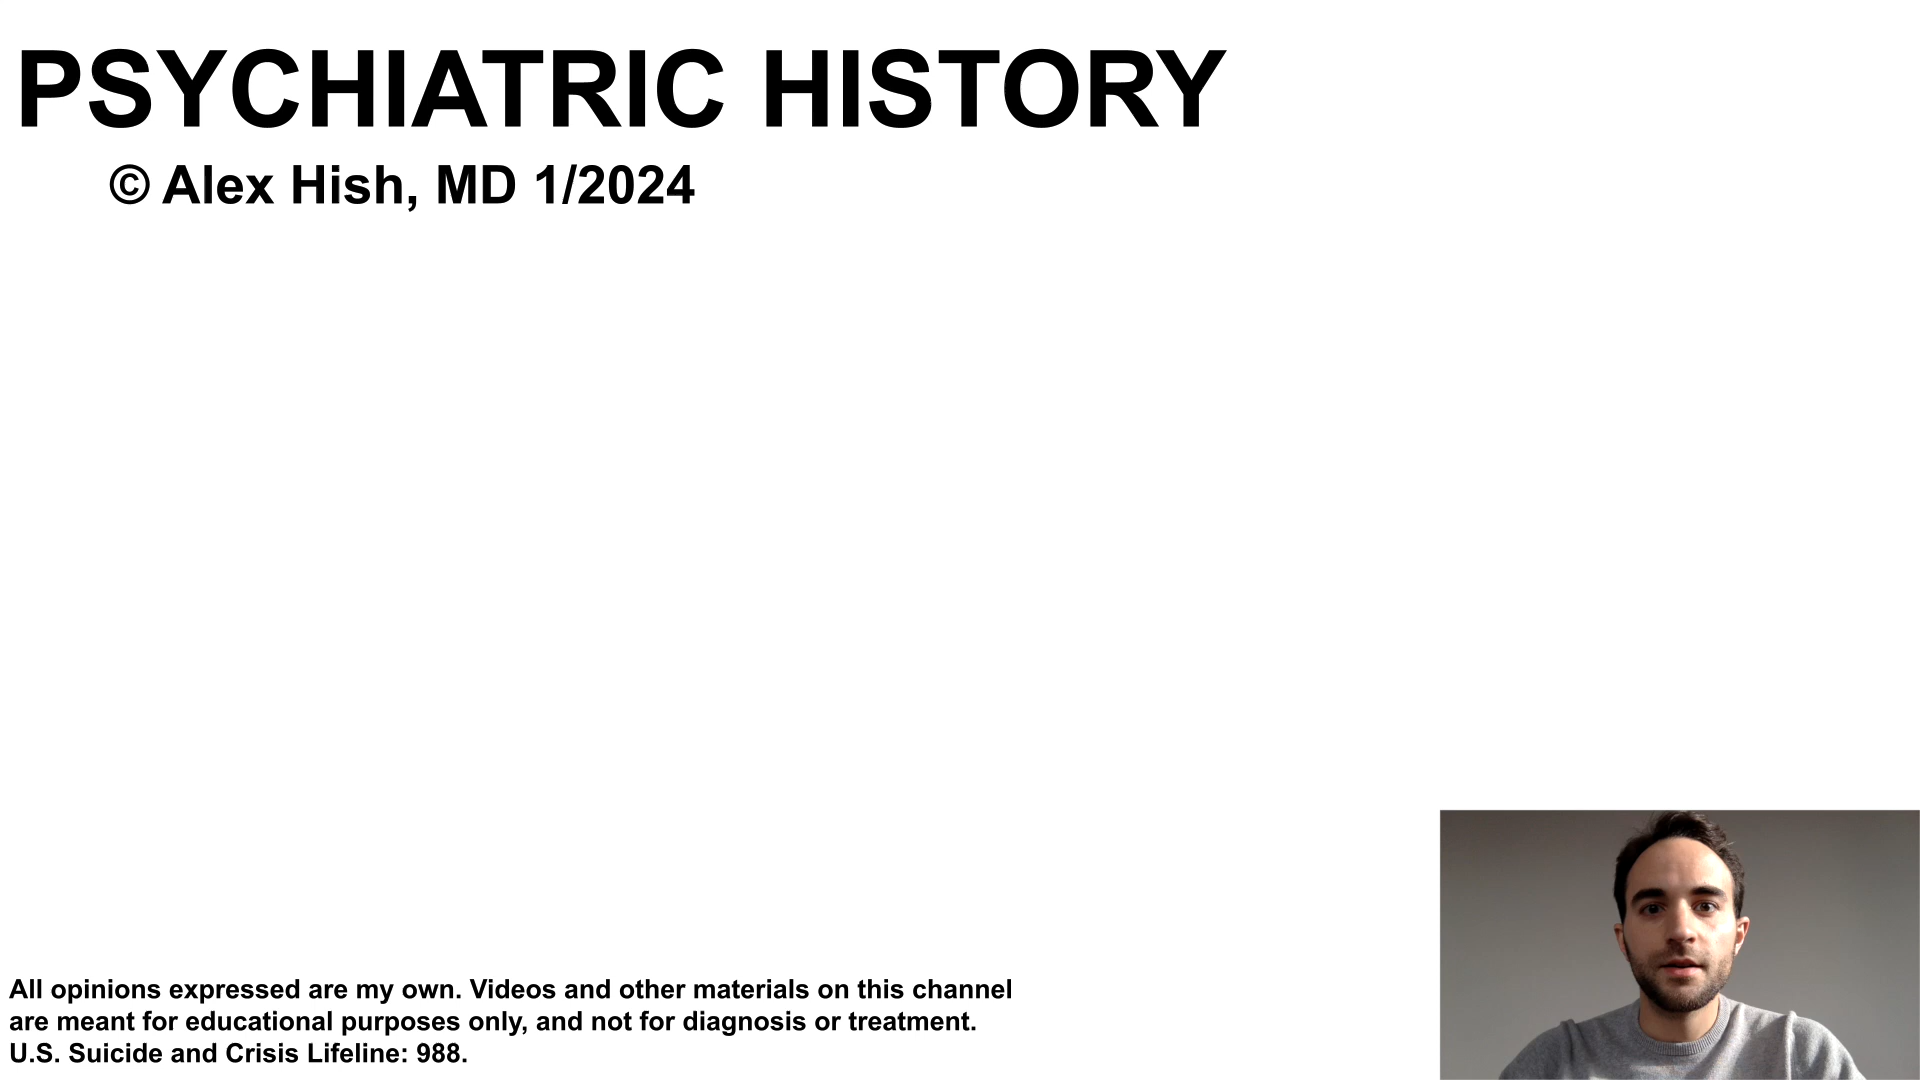 PSYCHIATRIC HISTORY
© Alex Hish, MD 1/2024
All opinions expressed are my own. Videos and other materials on this channel
are meant for educational purposes only, and not for diagnosis or treatment.
U.S. Suicide and Crisis Lifeline: 988.